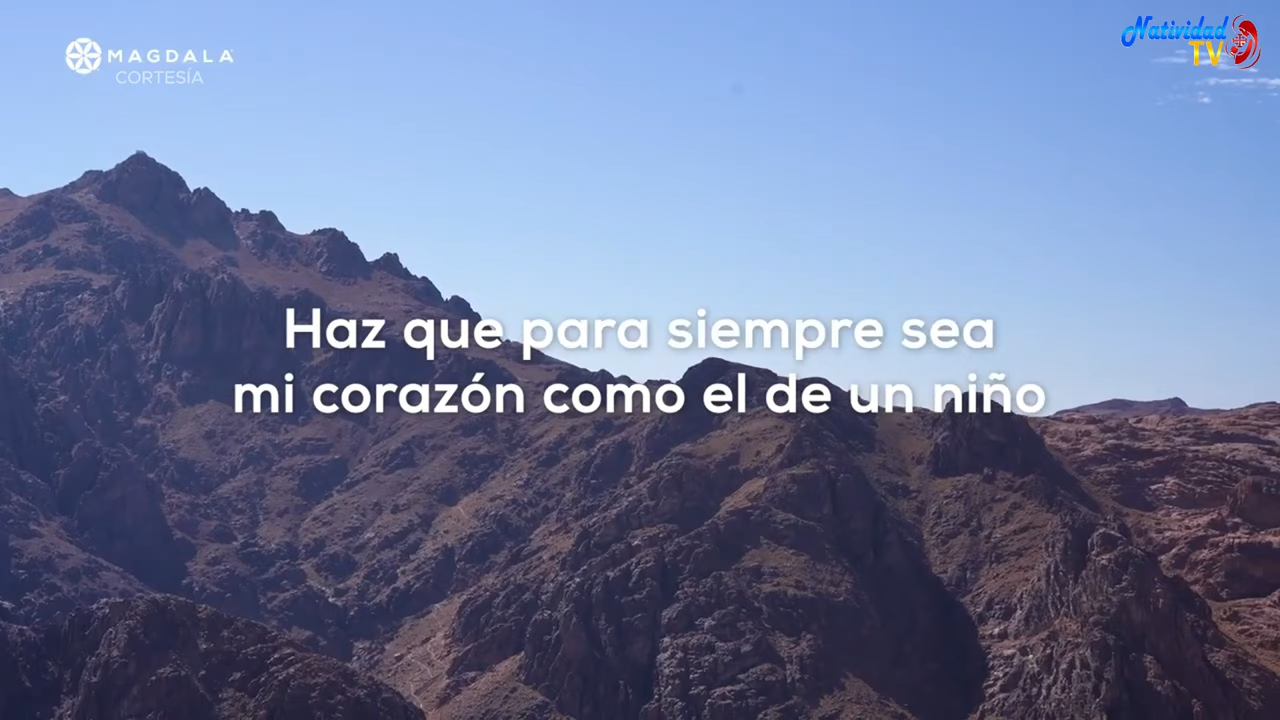 MAGDALA
CORTESÍA
Natividad
TV
Haz que para siempre sea
mi corazón como el de un niño